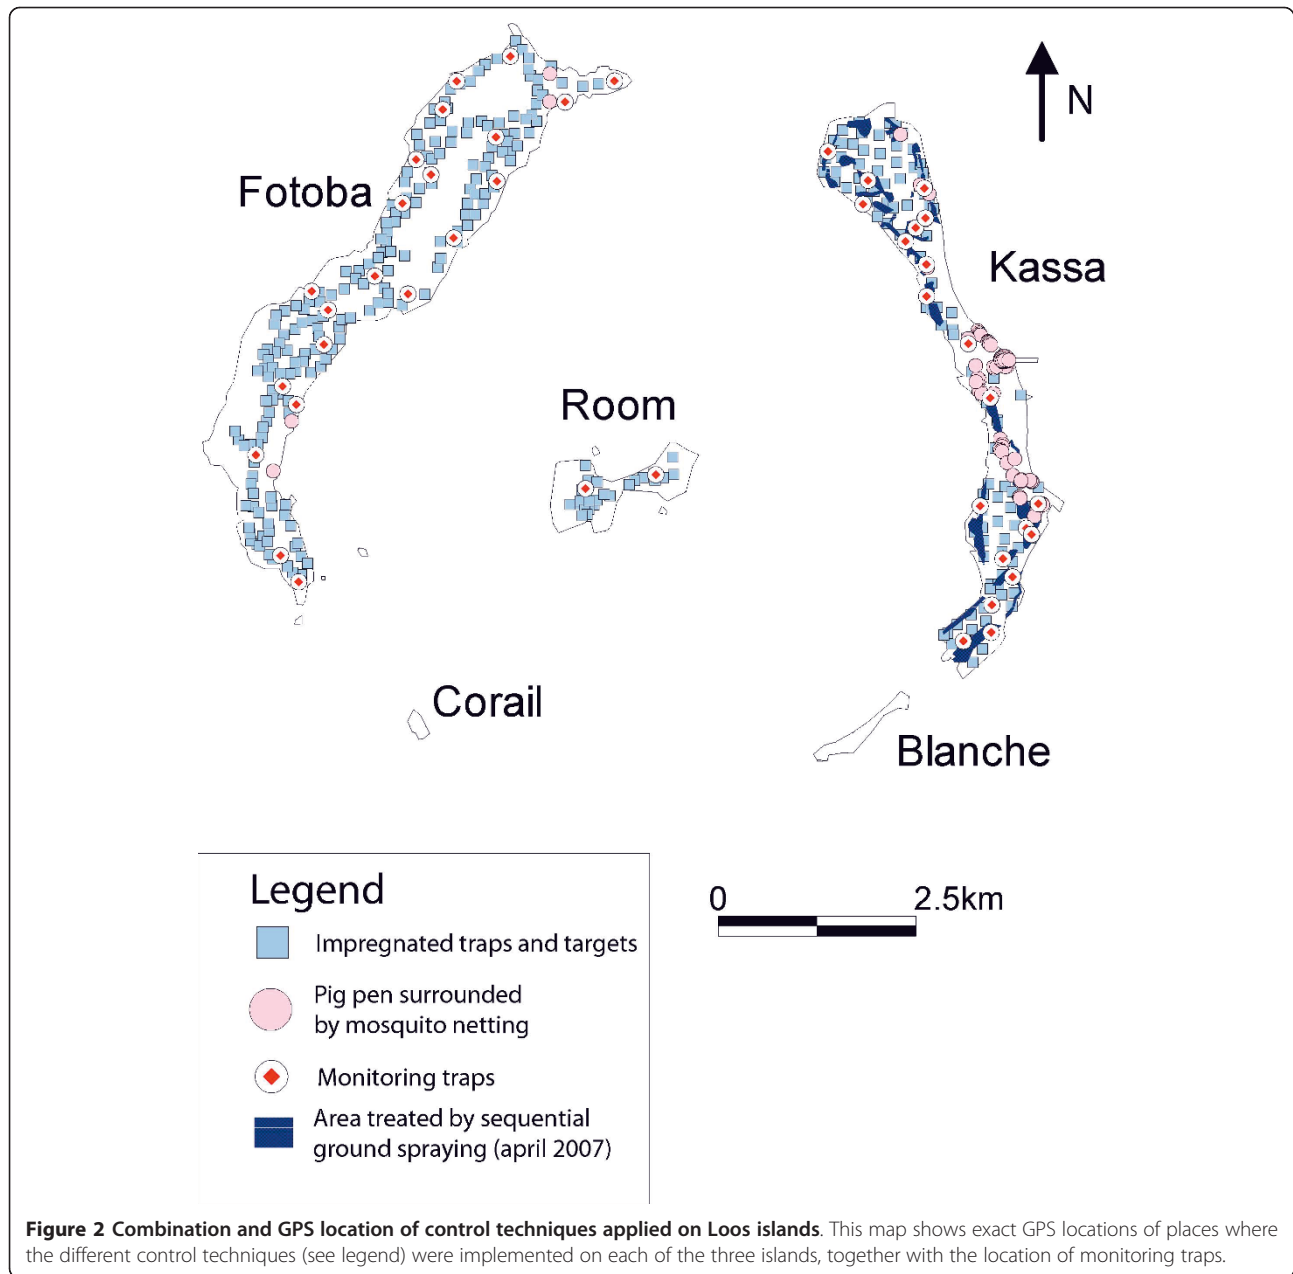 N
Fotoba
Kassa
Room
Corail
Blanche
Legend
Impregnated traps and targets
Pig pen surrounded
by mosquito netting
Monitoring traps
Area treated by sequential
ground spraying (april 2007)
0 2.5km
Figure 2 Combination and GPS location of control techniques applied on Loos islands. This map shows exact GPS locations of places where
the different control techniques (see legend) were implemented on each of the three islands, together with the location of monitoring traps.